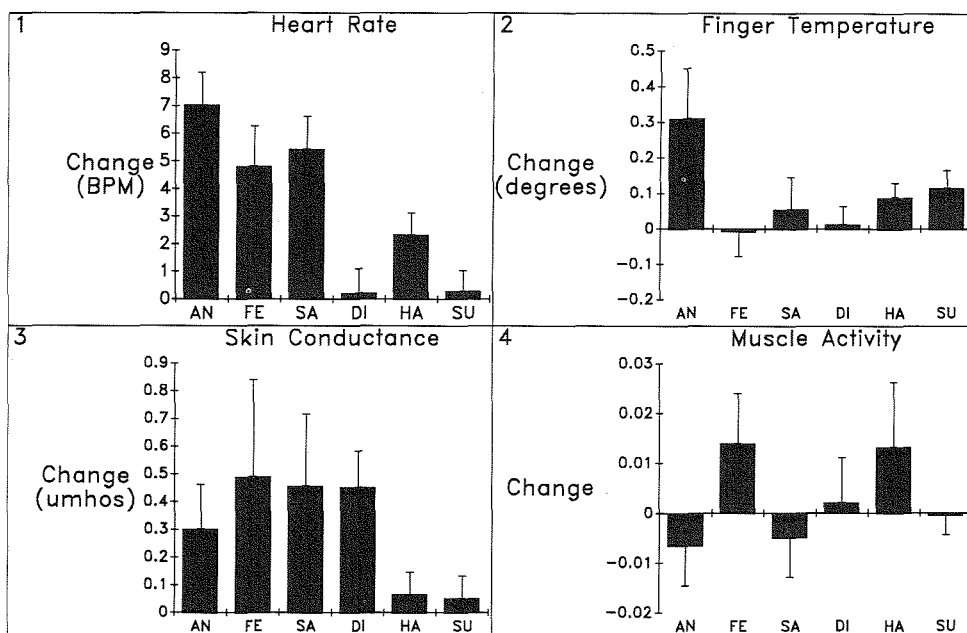 1
Heart Rate
9
8
7
6
5
4
3
2
1
0
Change
(BPM)
AN FE SA DI HA SU
2
Finger Temperature
0.5
0.4
0.3
0.2
0.1
0
−0.1
−0.2
Change
(degrees)
AN FE SA DI HA SU
3
Skin Conductance
0.9
0.8
0.7
0.6
0.5
0.4
0.3
0.2
0.1
0
Change
(umhos)
AN FE SA DI HA SU
4
Muscle Activity
0.03
0.02
0.01
0
−0.01
−0.02
Change
AN FE SA DI HA SU